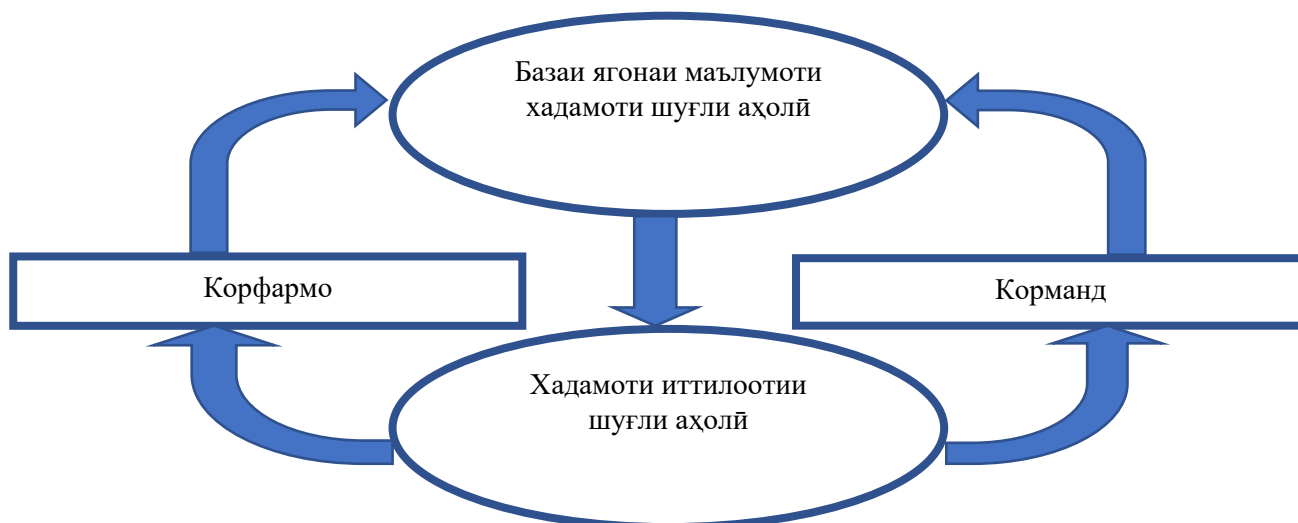 Базаи ягонаи маълумоти
хадамоти шуғли аҳолӣ
Корфармо
Корманд
Хадамоти иттилоотии
шуғли аҳолӣ